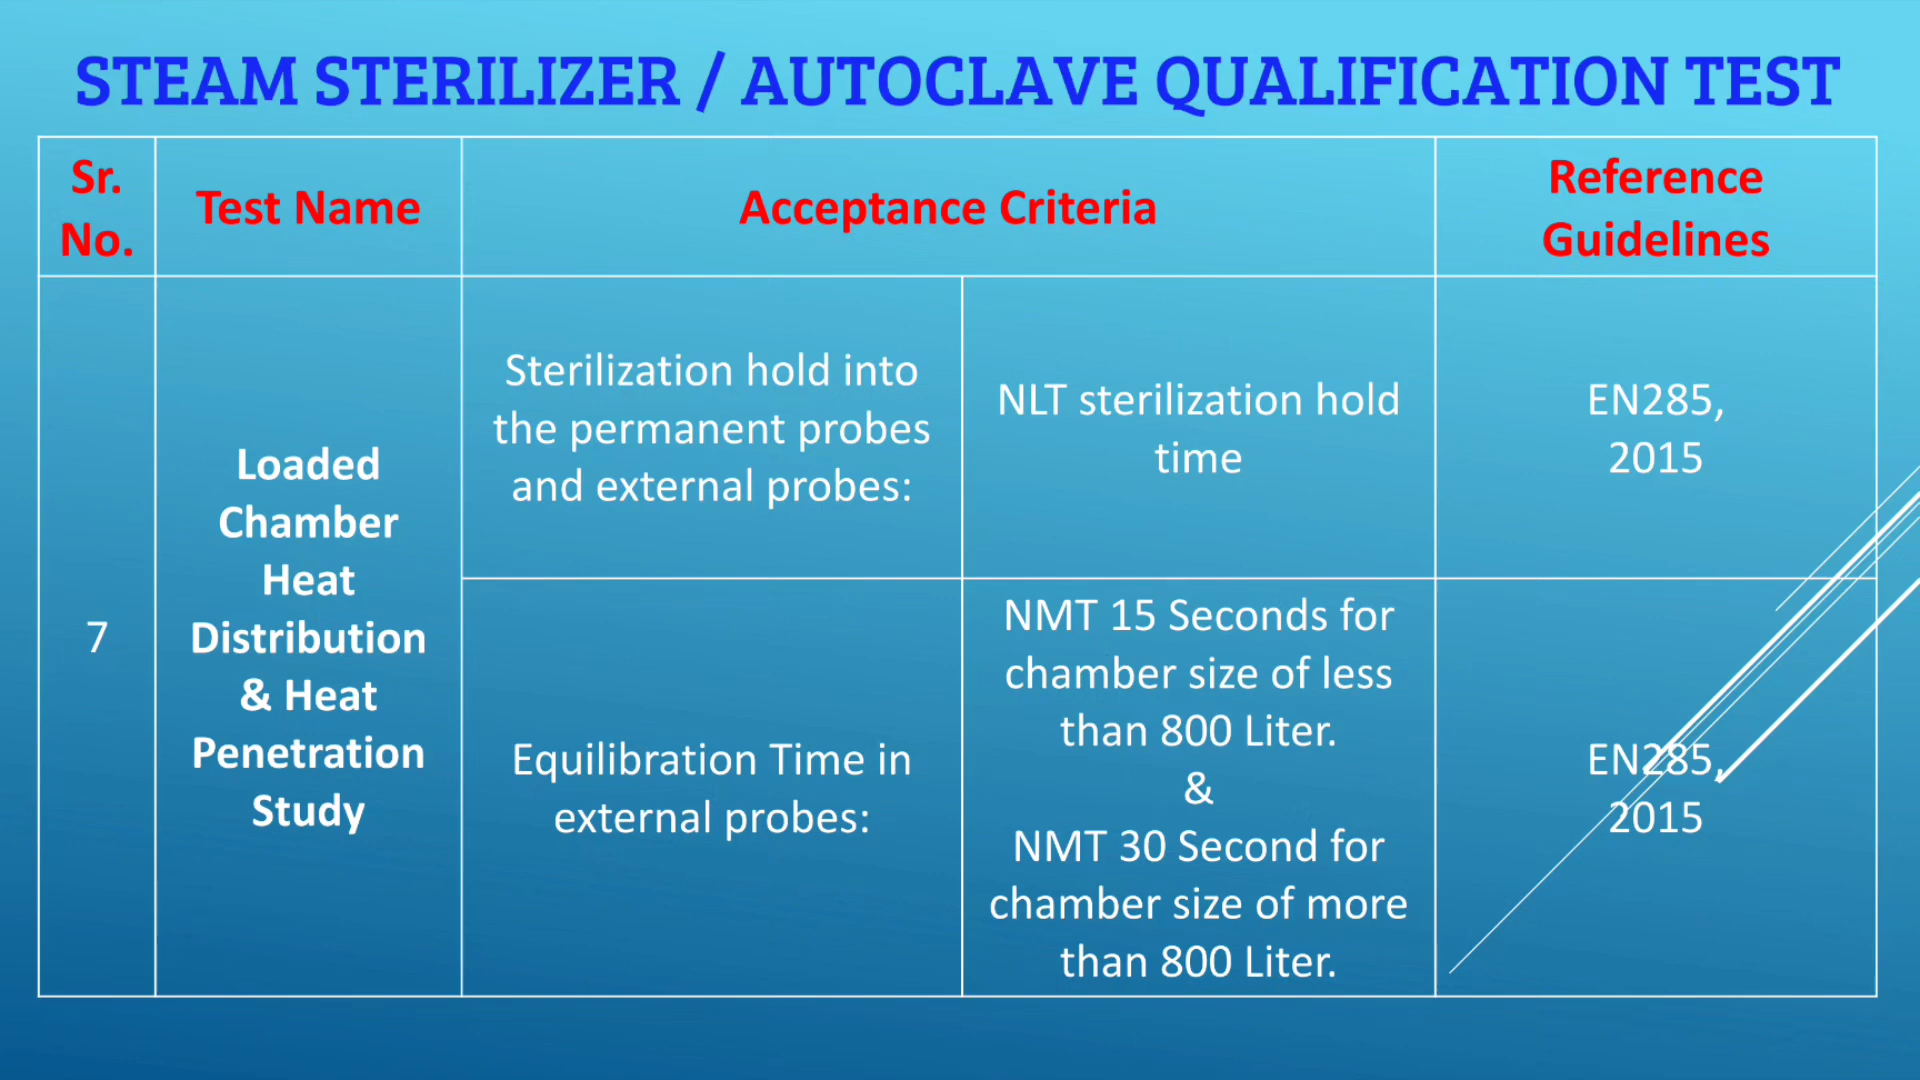 STEAM STERILIZER / AUTOCLAVE QUALIFICATION TEST
Sr.
No.
Test Name
Acceptance Criteria
Reference
Guidelines
7
Loaded
Chamber
Heat
Distribution
& Heat
Penetration
Study
Sterilization hold into
the permanent probes
and external probes:
NLT sterilization hold
time
EN285,
2015
Equilibration Time in
external probes:
NMT 15 Seconds for
chamber size of less
than 800 Liter.
&
NMT 30 Second for
chamber size of more
than 800 Liter.
EN285,
2015